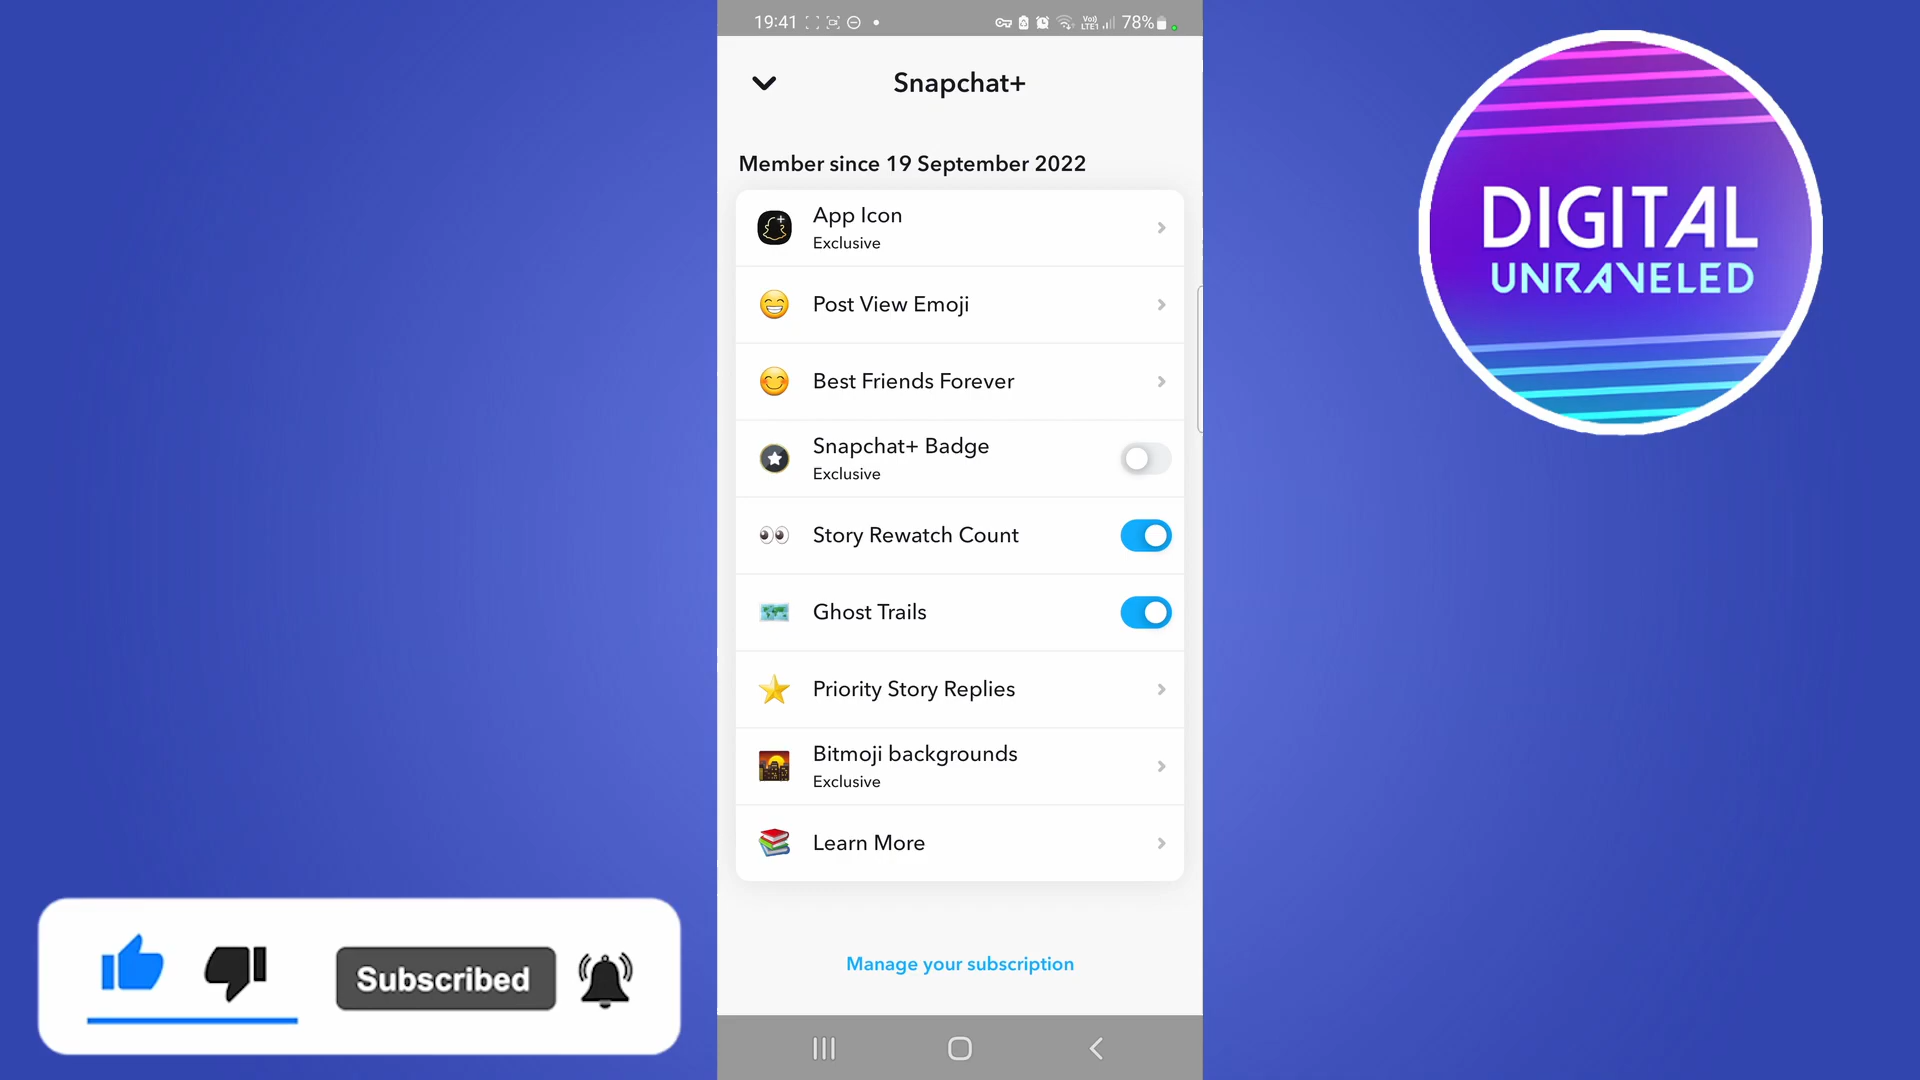 19:41
Vo)
LTE1
78%
Snapchat+
Member since 19 September 2022
App Icon
Exclusive
Post View Emoji
Best Friends Forever
Snapchat+ Badge
Exclusive
Story Rewatch Count
Ghost Trails
Priority Story Replies
Bitmoji backgrounds
Exclusive
Learn More
Manage your subscription
DIGITAL
UNRAVELED
Subscribed